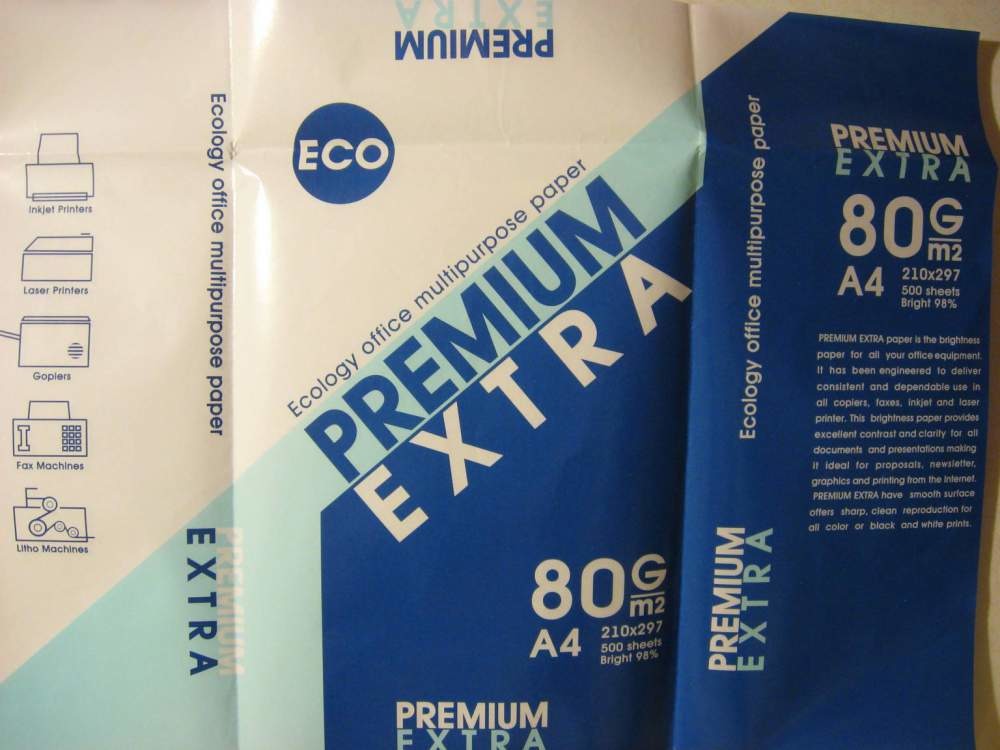 PREMIUM
EXTRA
Inkjet Printers
Laser Printers
Copiers
Fax Machines
Litho Machines
Ecology office multipurpose paper
PREMIUM
EXTRA
ECO
Ecology office multipurpose paper
PREMIUM
EXTRA
80 G
m2
A4
210x297
500 sheets
Bright 98%
PREMIUM
EXTRA
Ecology office multipurpose paper
PREMIUM
EXTRA
PREMIUM
EXTRA
80 G
m2
A4
210x297
500 sheets
Bright 98%
PREMIUM EXTRA paper is the brightness
paper for all your office equipment.
It has been engineered to deliver
consistent and dependable use in
all copiers, faxes, inkjet and laser
printer. This brightness paper provides
excellent contrast and clarity for all
documents and presentations making
it ideal for proposals, newsletter,
graphics and printing from the Internet.
PREMIUM EXTRA have smooth surface
offers sharp, clean reproduction for
all color or black and white prints.